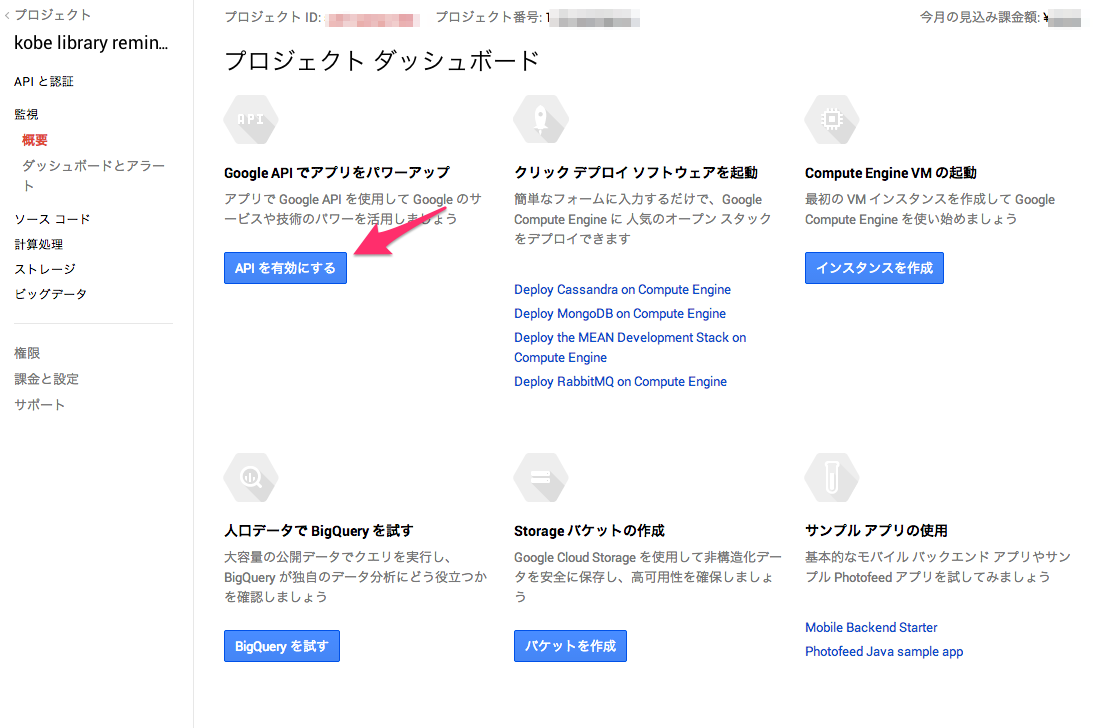 プロジェクト
kobe library remin...
API と認証
監視
概要
ダッシュボードとアラー
ト
ソース コード
計算処理
ストレージ
ビッグデータ
権限
課金と設定
サポート
プロジェクト ID:
プロジェクト番号: 1
今月の見込み課金額: ¥
プロジェクト ダッシュボード
API
Google API でアプリをパワーアップ
アプリで Google API を使用して Google のサ
ービスや技術のパワーを活用しましょう
API を有効にする
クリック デプロイ ソフトウェアを起動
簡単なフォームに入力するだけで、Google
Compute Engine に 人気のオープン スタック
をデプロイできます
Deploy Cassandra on Compute Engine
Deploy MongoDB on Compute Engine
Deploy the MEAN Development Stack on
Compute Engine
Deploy RabbitMQ on Compute Engine
Compute Engine VM の起動
最初の VM インスタンスを作成して Google
Compute Engine を使い始めましょう
インスタンスを作成
人口データで BigQuery を試す
大容量の公開データでクエリを実行し、
BigQuery が独自のデータ分析にどう役立つか
を確認しましょう
BigQuery を試す
Storage バケットの作成
Google Cloud Storage を使用して非構造化デー
タを安全に保存し、高可用性を確保しましょ
う
バケットを作成
サンプル アプリの使用
基本的なモバイル バックエンド アプリやサン
プル Photofeed アプリを試してみましょう
Mobile Backend Starter
Photofeed Java sample app